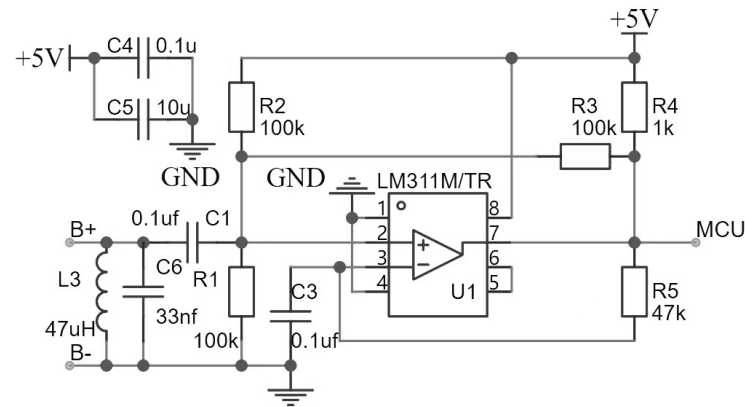 +5V
+5V
C4 0.1u
C5 10u
R2
100k
R3
100k
R4
1k
GND
GND
LM311M/TR
1
8
0.1uf C1
B+
2
7
MCU
C6
R1
3
6
L3
4
5
U1
C3
R5
47k
33nf
47uH
100k
0.1uf
B-
+
−